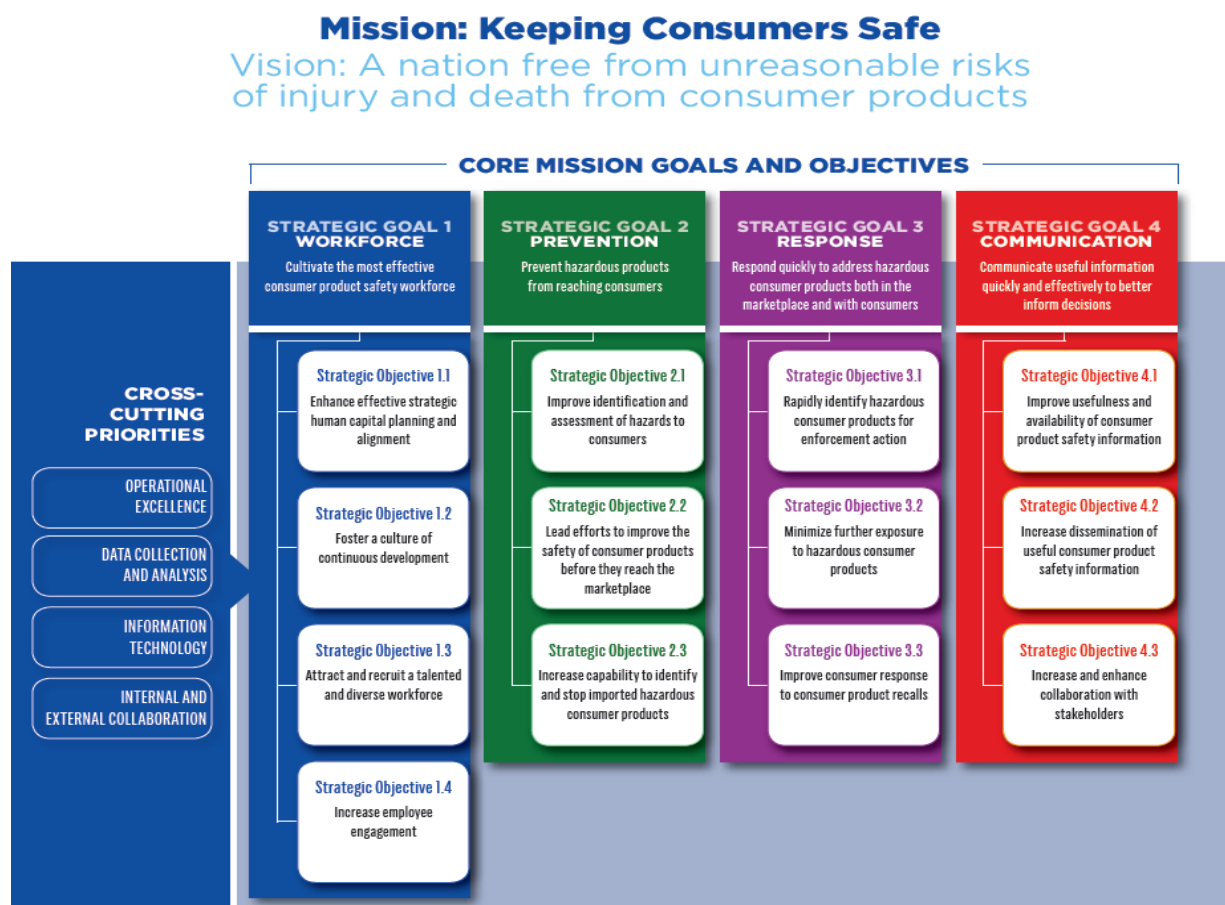 Mission: Keeping Consumers Safe
Vision: A nation free from unreasonable risks
of injury and death from consumer products
CORE MISSION GOALS AND OBJECTIVES
CROSS-
CUTTING
PRIORITIES
OPERATIONAL
EXCELLENCE
DATA COLLECTION
AND ANALYSIS
INFORMATION
TECHNOLOGY
INTERNAL AND
EXTERNAL COLLABORATION
STRATEGIC GOAL 1
WORKFORCE
Cultivate the most effective
consumer product safety workforce
Strategic Objective 1.1
Enhance effective strategic
human capital planning and
alignment
Strategic Objective 1.2
Foster a culture of
continuous development
Strategic Objective 1.3
Attract and recruit a talented
and diverse workforce
Strategic Objective 1.4
Increase employee
engagement
STRATEGIC GOAL 2
PREVENTION
Prevent hazardous products
from reaching consumers
Strategic Objective 2.1
Improve identification and
assessment of hazards to
consumers
Strategic Objective 2.2
Lead efforts to improve the
safety of consumer products
before they reach the
marketplace
Strategic Objective 2.3
Increase capability to identify
and stop imported hazardous
consumer products
STRATEGIC GOAL 3
RESPONSE
Respond quickly to address hazardous
consumer products both in the
marketplace and with consumers
Strategic Objective 3.1
Rapidly identify hazardous
consumer products for
enforcement action
Strategic Objective 3.2
Minimize further exposure
to hazardous consumer
products
Strategic Objective 3.3
Improve consumer response
to consumer product recalls
STRATEGIC GOAL 4
COMMUNICATION
Communicate useful information
quickly and effectively to better
inform decisions
Strategic Objective 4.1
Improve usefulness and
availability of consumer
product safety information
Strategic Objective 4.2
Increase dissemination of
useful consumer product
safety information
Strategic Objective 4.3
Increase and enhance
collaboration with
stakeholders